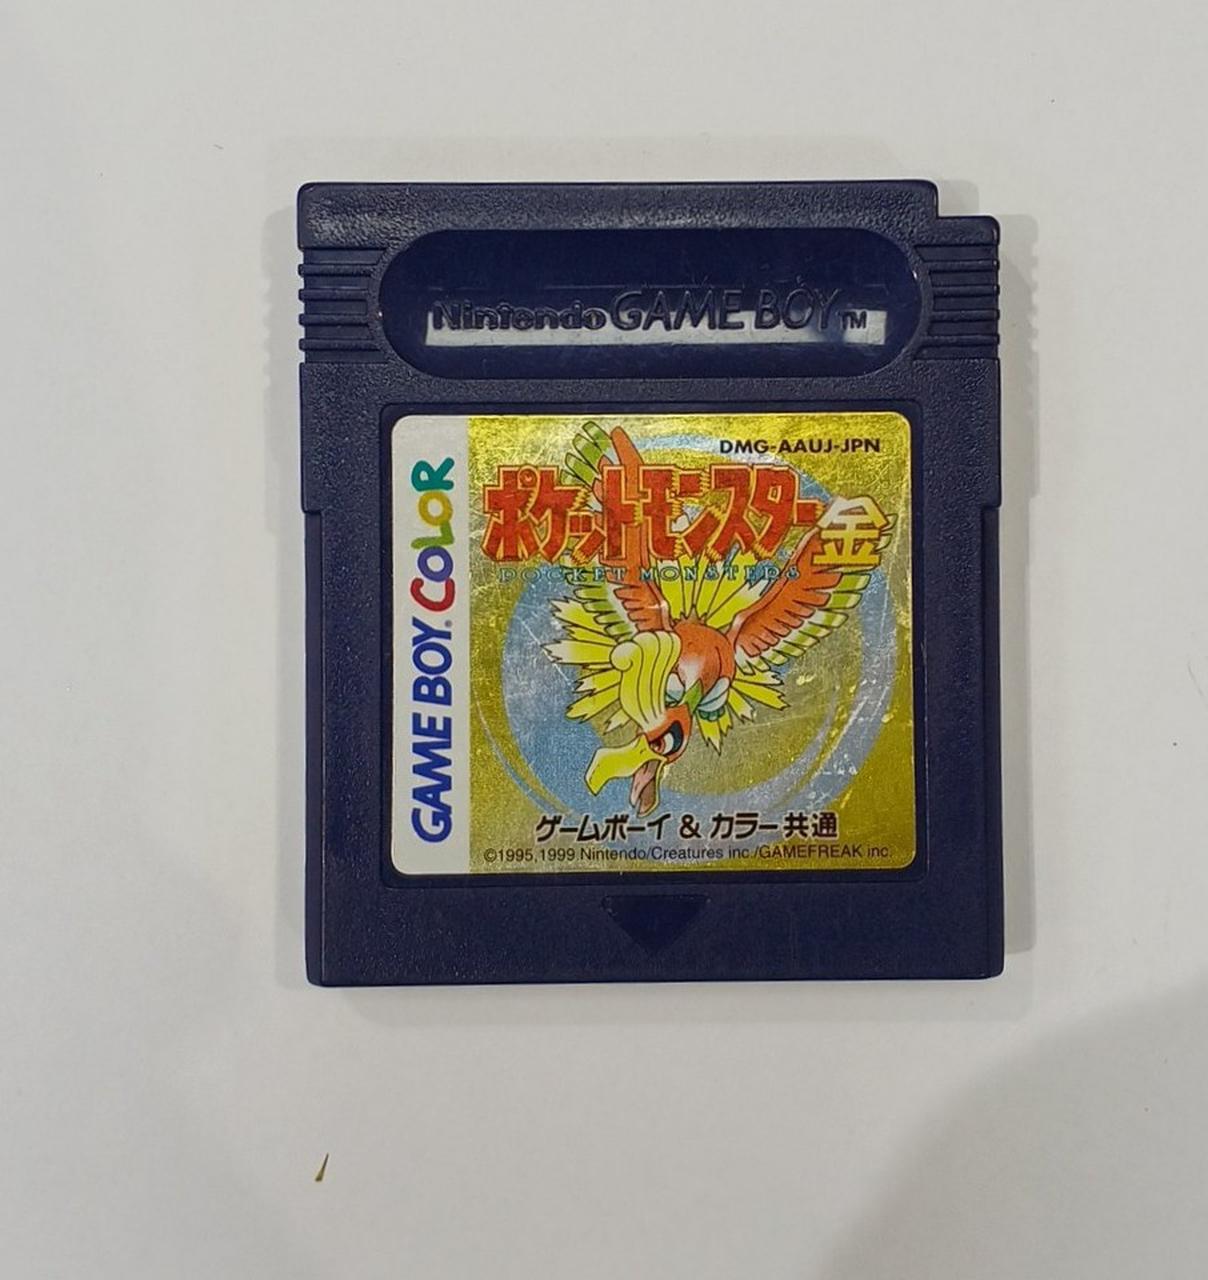 Nintendo GAME BOY TM
GAME BOY COLOR
DMG-AAUJ-JPN
ポケットモンスター金
POCKET MONSTERS
ゲームボーイ & カラー共通
©1995,1999 Nintendo/Creatures inc./GAMEFREAK inc.